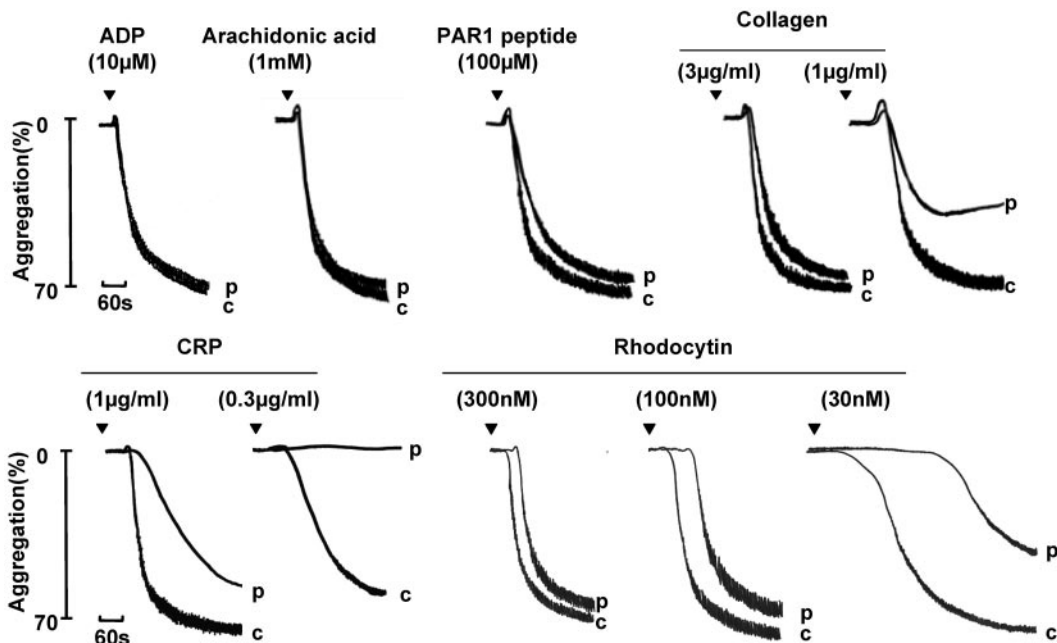 Collagen
ADP Arachidonic acid PAR1 peptide
(10µM) (1mM) (100µM) (3µg/ml) (1µg/ml)
0
Aggregation(%)
p
70 60s p c p c p c p c c
CRP Rhodocytin
(1µg/ml) (0.3µg/ml) (300nM) (100nM) (30nM)
0 p
Aggregation(%)
p c p c p c p
70 60s c c